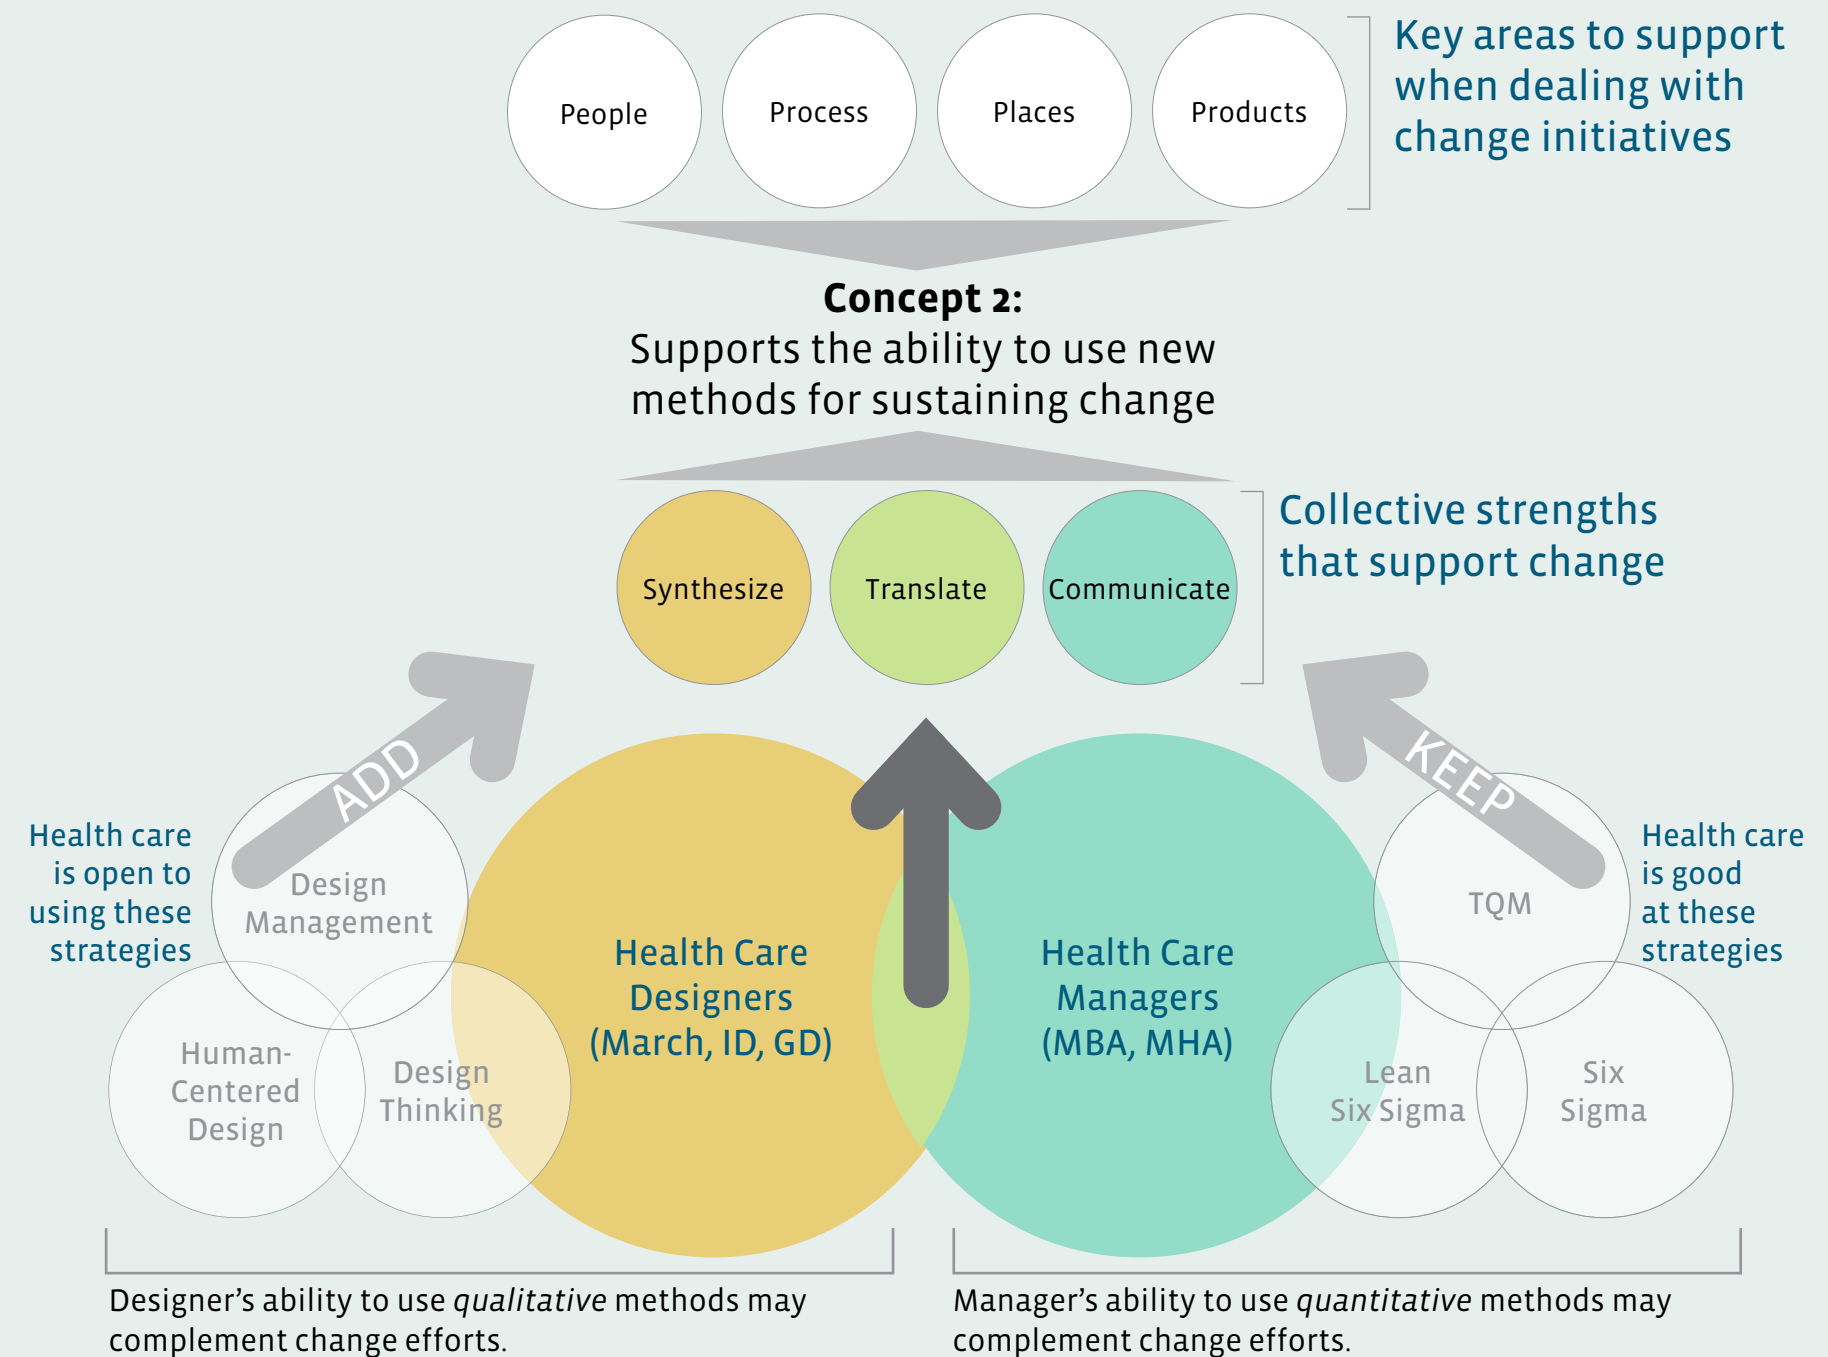 People
Process
Places
Products
Key areas to support
when dealing with
change initiatives
Concept 2:
Supports the ability to use new
methods for sustaining change
Synthesize
Translate
Communicate
Collective strengths
that support change
ADD
KEEP
Health care
is open to
using these
strategies
Design
Management
Human-
Centered
Design
Design
Thinking
Health Care
Designers
(March, ID, GD)
Health Care
Managers
(MBA, MHA)
TQM
Lean
Six Sigma
Six
Sigma
Health care
is good
at these
strategies
Designer’s ability to use qualitative methods may
complement change efforts.
Manager’s ability to use quantitative methods may
complement change efforts.